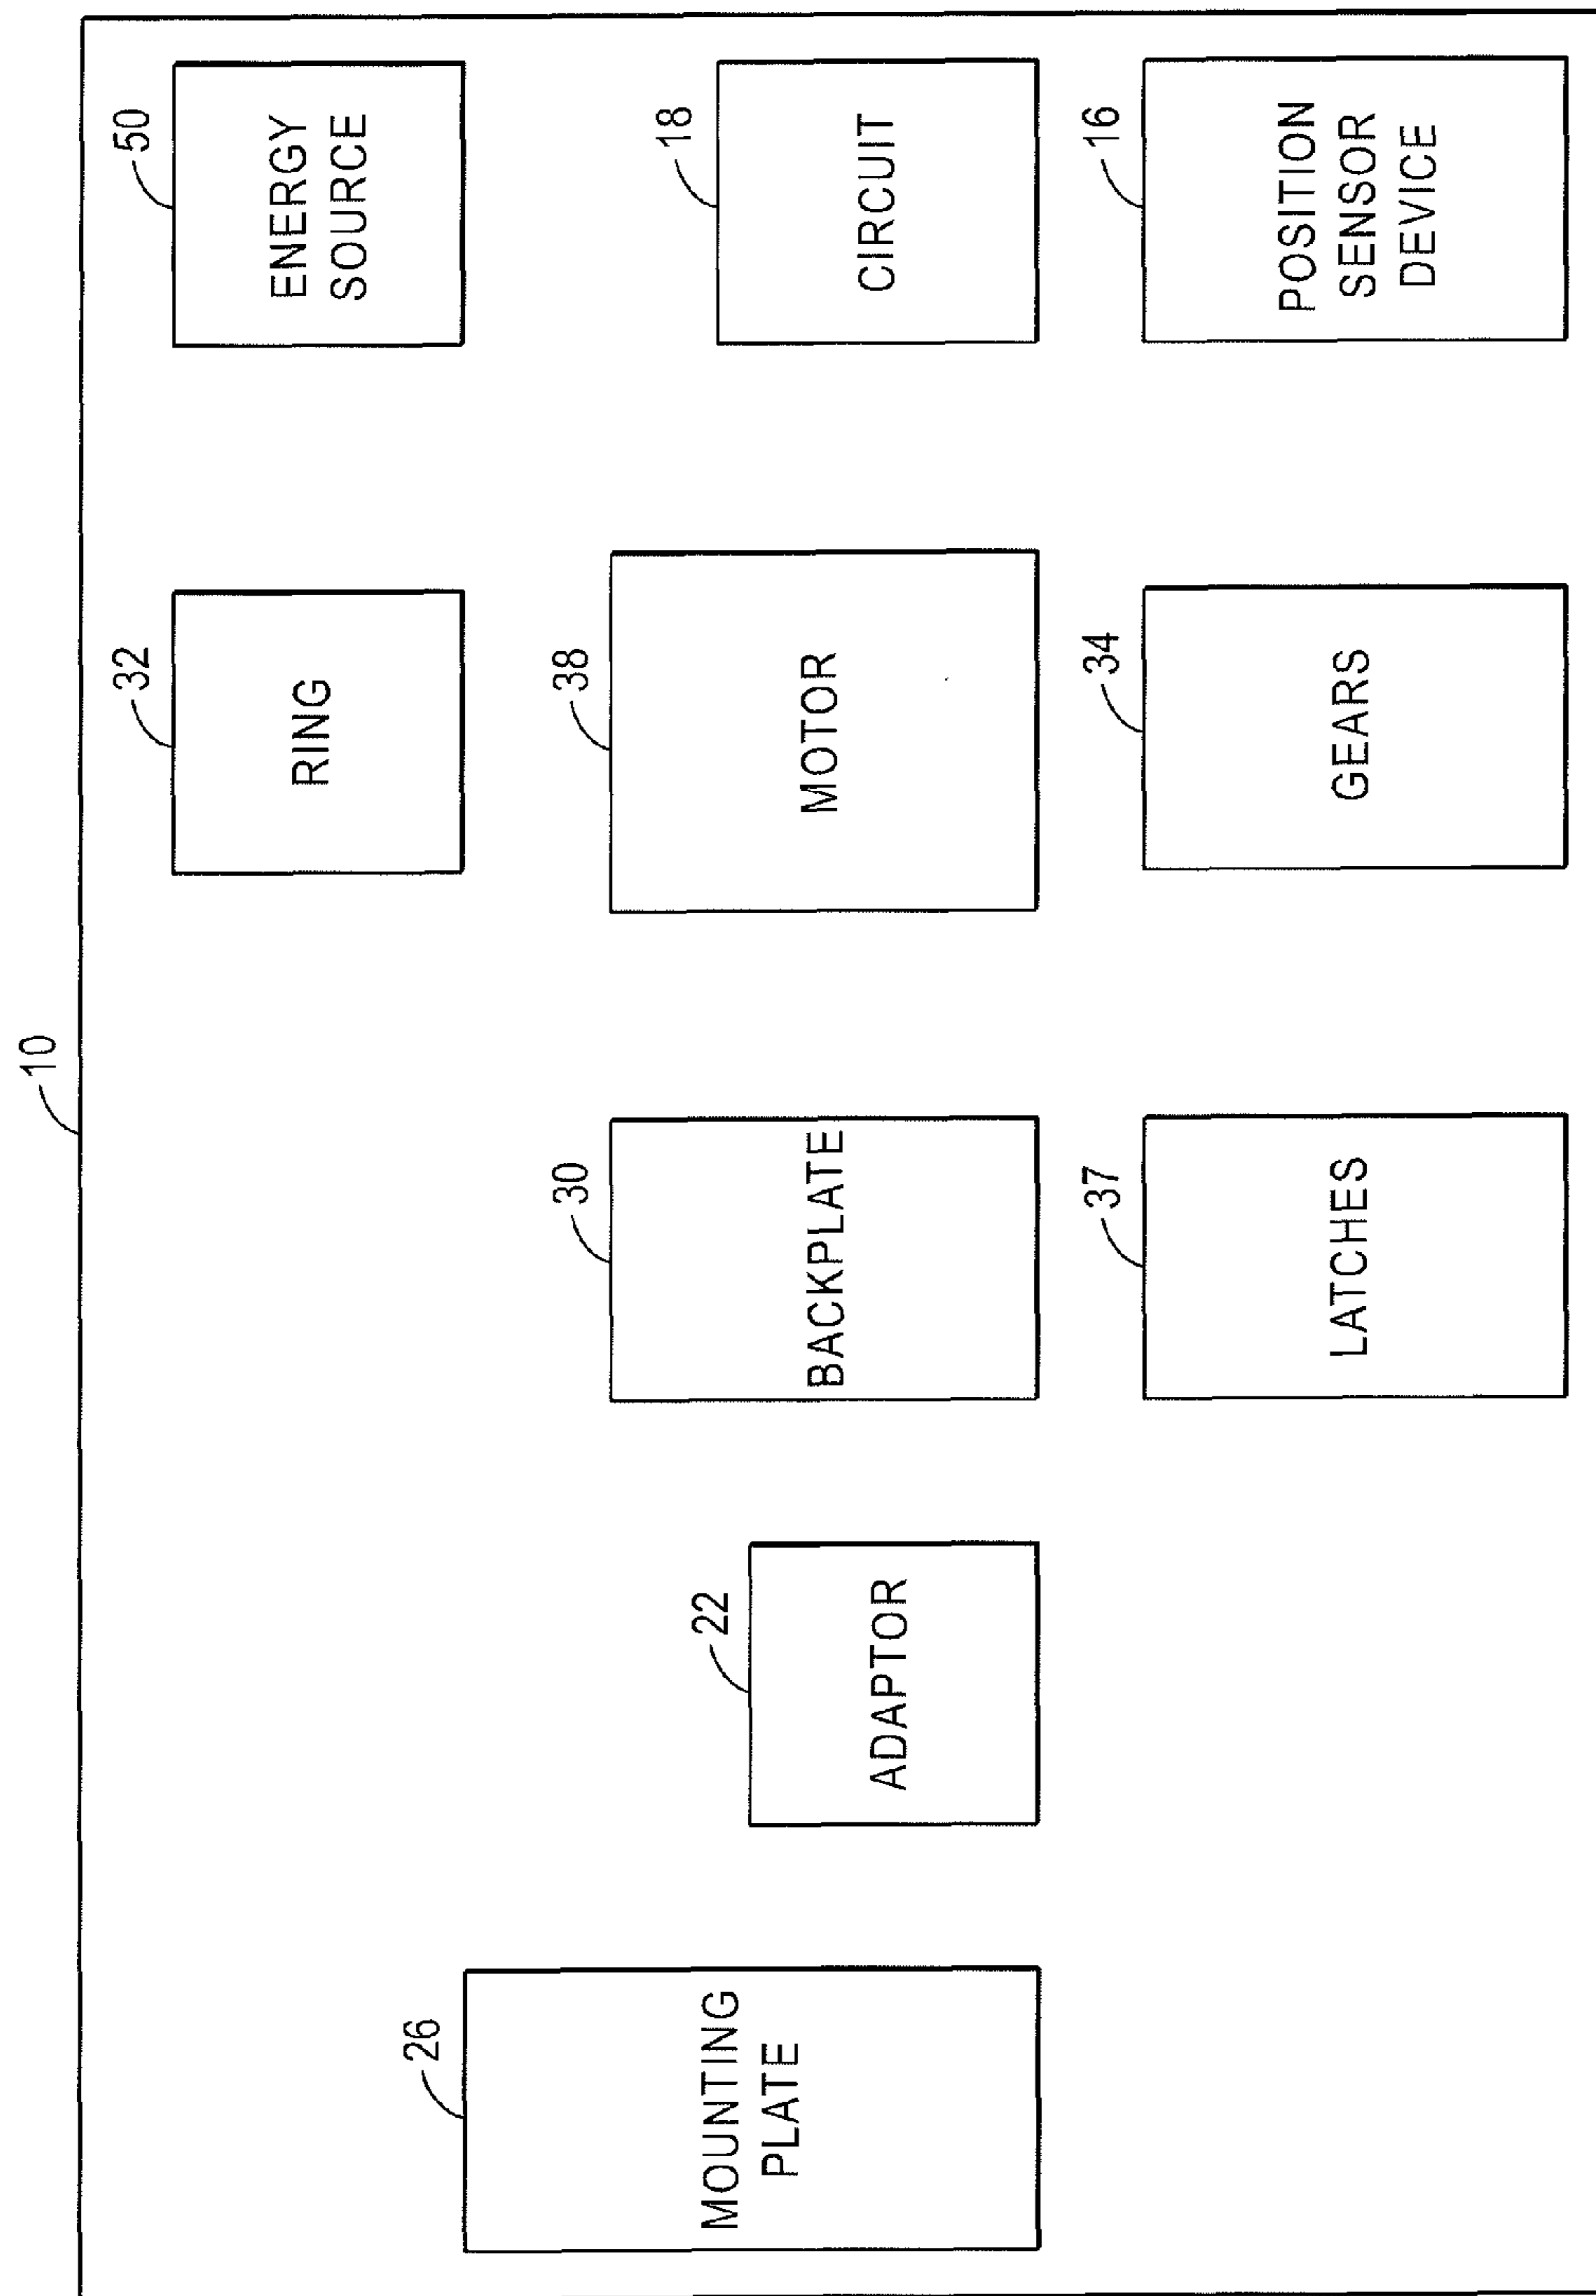 10
32
RING
50
ENERGY
SOURCE
26
MOUNTING
PLATE
22
ADAPTOR
30
BACKPLATE
38
MOTOR
18
CIRCUIT
37
LATCHES
34
GEARS
16
POSITION
SENSOR
DEVICE